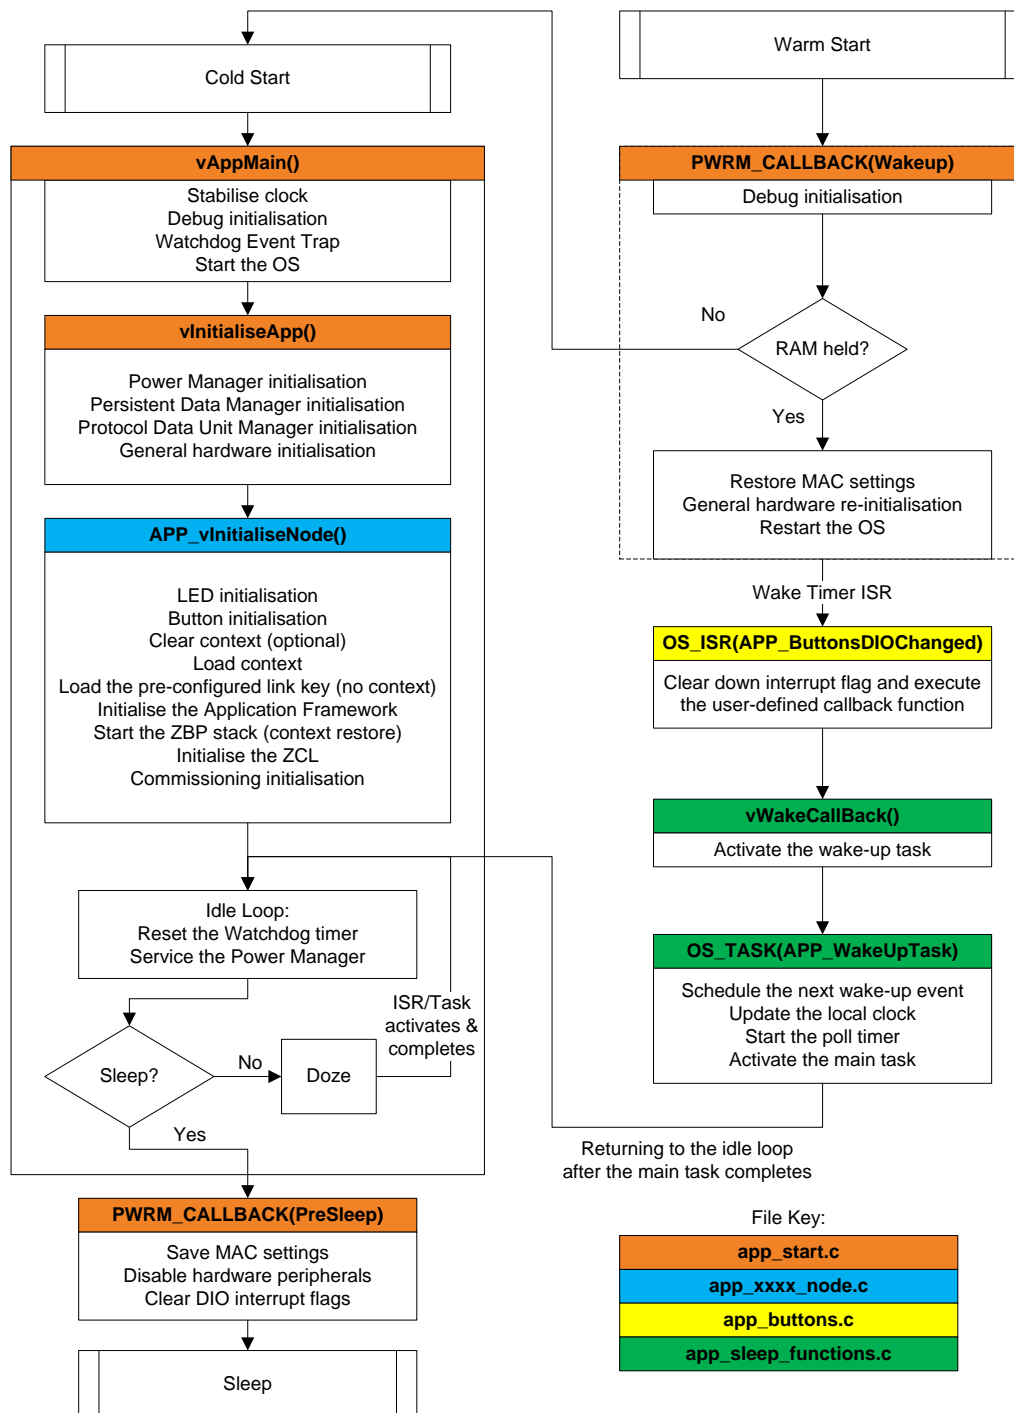 Cold Start
vAppMain()
Stabilise clock
Debug initialisation
Watchdog Event Trap
Start the OS
vInitialiseApp()
Power Manager initialisation
Persistent Data Manager initialisation
Protocol Data Unit Manager initialisation
General hardware initialisation
APP_vInitialiseNode()
LED initialisation
Button initialisation
Clear context (optional)
Load context
Load the pre-configured link key (no context)
Initialise the Application Framework
Start the ZBP stack (context restore)
Initialise the ZCL
Commissioning initialisation
Idle Loop:
Reset the Watchdog timer
Service the Power Manager
ISR/Task
activates &
completes
Sleep?
No
Doze
Yes
PWRM_CALLBACK(PreSleep)
Save MAC settings
Disable hardware peripherals
Clear DIO interrupt flags
Sleep
Warm Start
PWRM_CALLBACK(Wakeup)
Debug initialisation
No
RAM held?
Yes
Restore MAC settings
General hardware re-initialisation
Restart the OS
Wake Timer ISR
OS_ISR(APP_ButtonsDIOChanged)
Clear down interrupt flag and execute
the user-defined callback function
vWakeCallBack()
Activate the wake-up task
OS_TASK(APP_WakeUpTask)
Schedule the next wake-up event
Update the local clock
Start the poll timer
Activate the main task
Returning to the idle loop
after the main task completes
File Key:
app_start.c
app_xxxx_node.c
app_buttons.c
app_sleep_functions.c